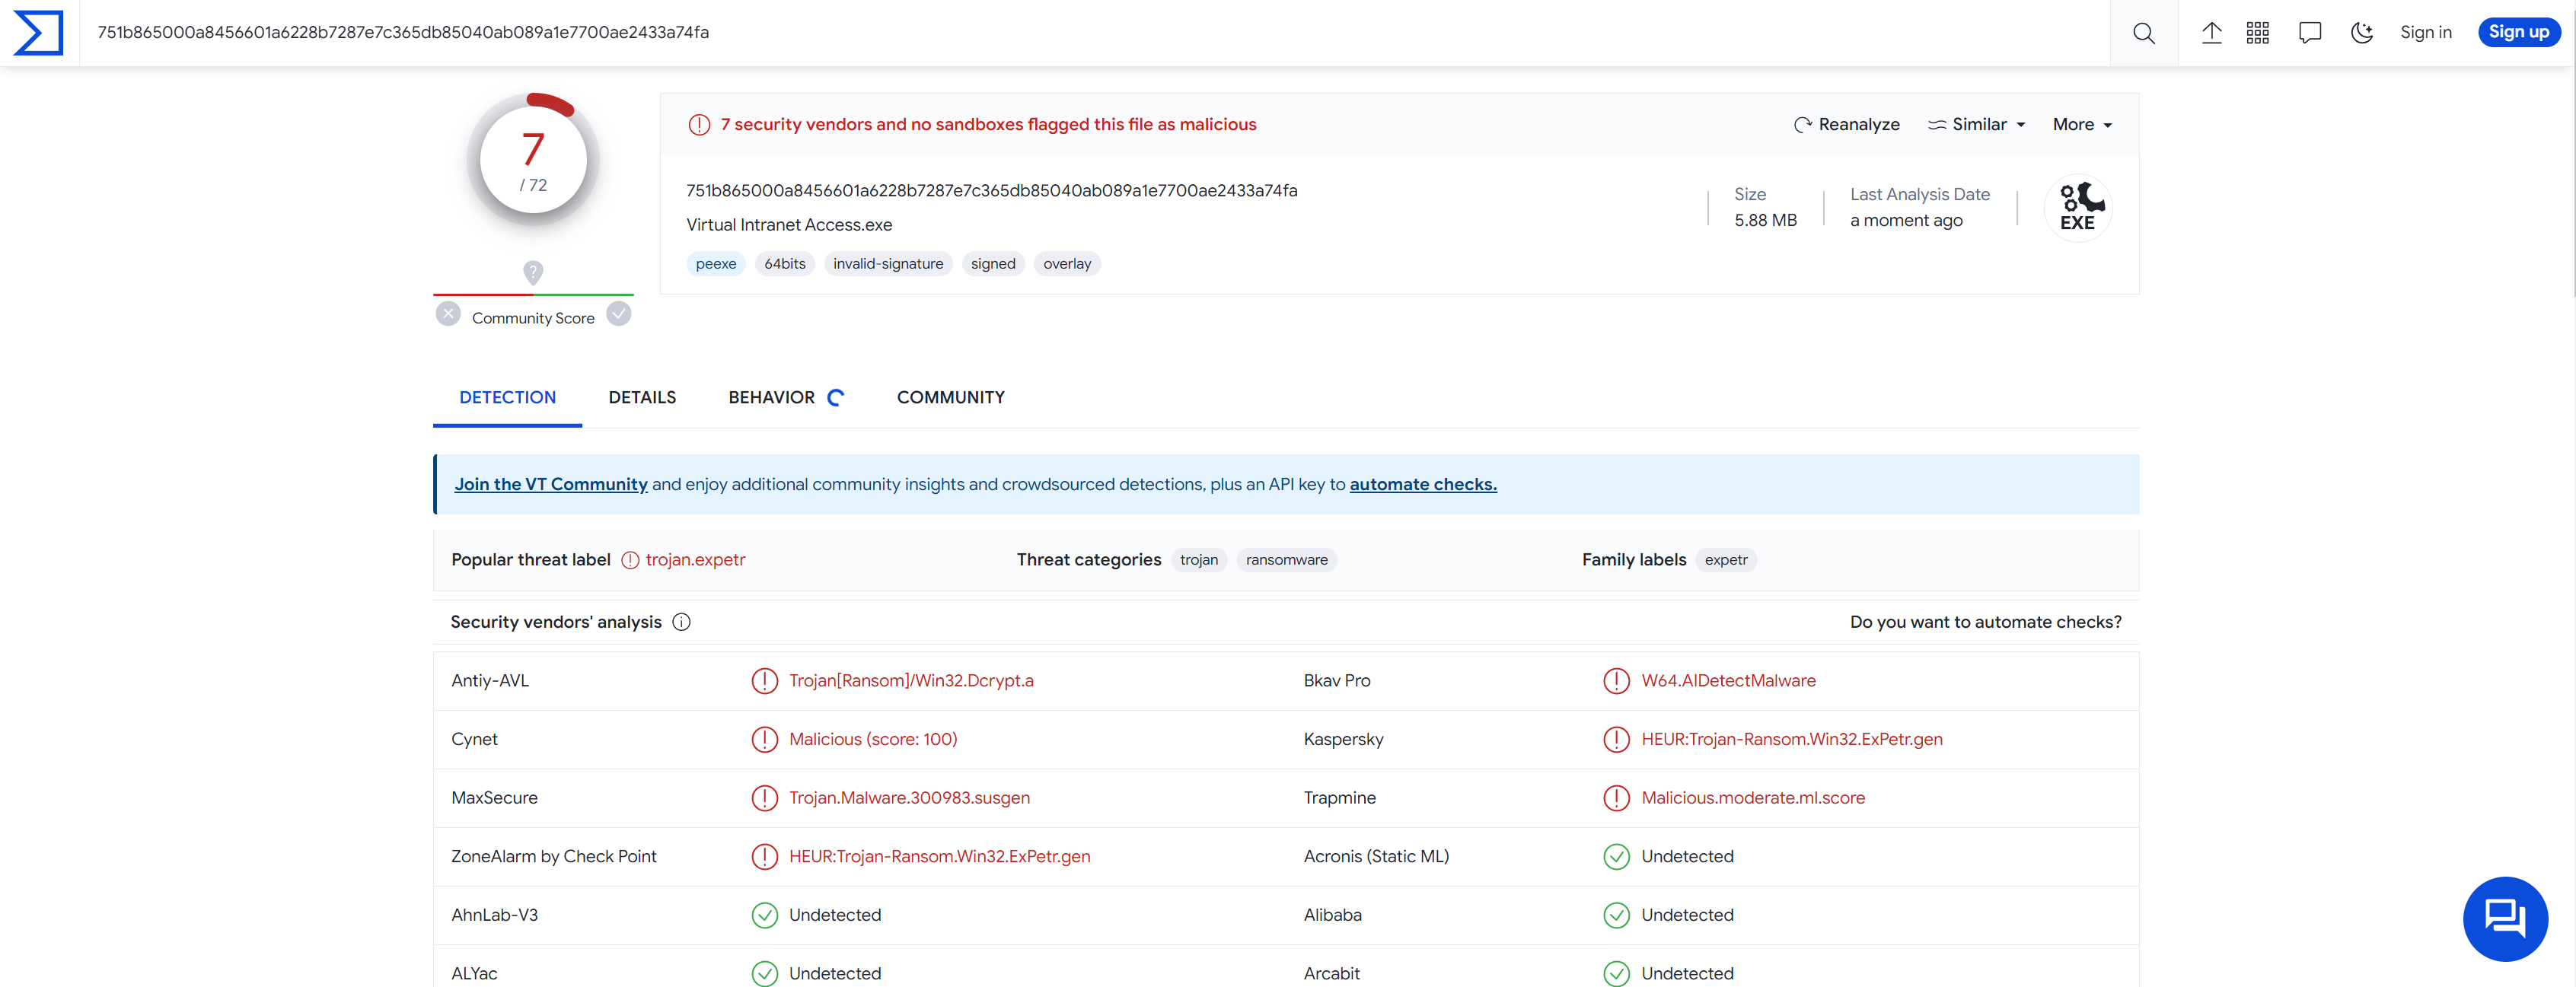 751b865000a8456601a6228b7287e7c365db85040ab089a1e7700ae2433a74fa
Sign in
Sign up
7
/ 72
Community Score
7 security vendors and no sandboxes flagged this file as malicious
Reanalyze
Similar
More
751b865000a8456601a6228b7287e7c365db85040ab089a1e7700ae2433a74fa
Virtual Intranet Access.exe
peexe
64bits
invalid-signature
signed
overlay
Size
5.88 MB
Last Analysis Date
a moment ago
EXE
DETECTION
DETAILS
BEHAVIOR
COMMUNITY
Join the VT Community and enjoy additional community insights and crowdsourced detections, plus an API key to automate checks.
Popular threat label
trojan.expetr
Threat categories
trojan
ransomware
Family labels
expetr
Security vendors' analysis
Do you want to automate checks?
Antiy-AVL
Trojan[Ransom]/Win32.Dcrypt.a
Bkav Pro
W64.AIDetectMalware
Cynet
Malicious (score: 100)
Kaspersky
HEUR:Trojan-Ransom.Win32.ExPetr.gen
MaxSecure
Trojan.Malware.300983.susgen
Trapmine
Malicious.moderate.ml.score
ZoneAlarm by Check Point
HEUR:Trojan-Ransom.Win32.ExPetr.gen
Acronis (Static ML)
Undetected
AhnLab-V3
Undetected
Alibaba
Undetected
ALYac
Undetected
Arcabit
Undetected